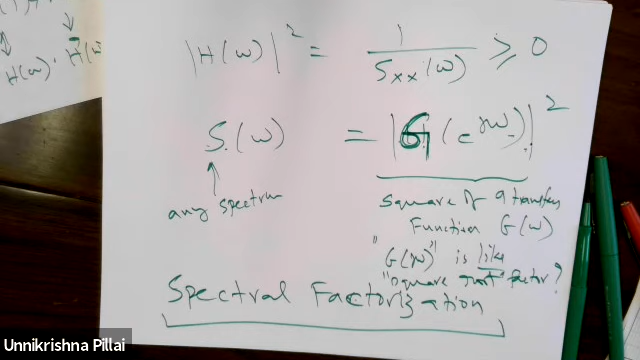 |H(ω)|² = 1 / Sxx(ω) ≥ 0
H(ω)
S(ω) = |G(e^jω)|²
any spectrum
square of a transfer
Function G(ω)
"G(jω)" is like
"square root" factor?
Spectral Factorization
Unnikrishna Pillai